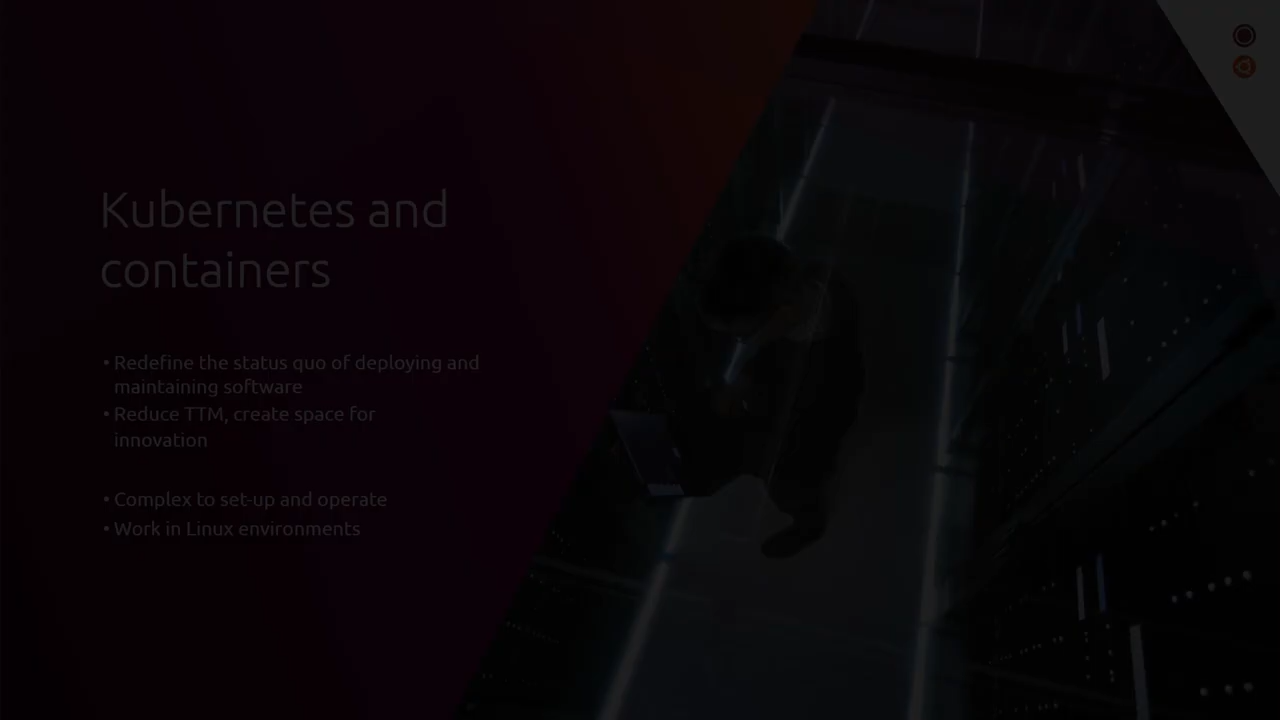 Kubernetes and
containers
• Redefine the status quo of deploying and
maintaining software
• Reduce TTM, create space for
innovation
• Complex to set-up and operate
• Work in Linux environments